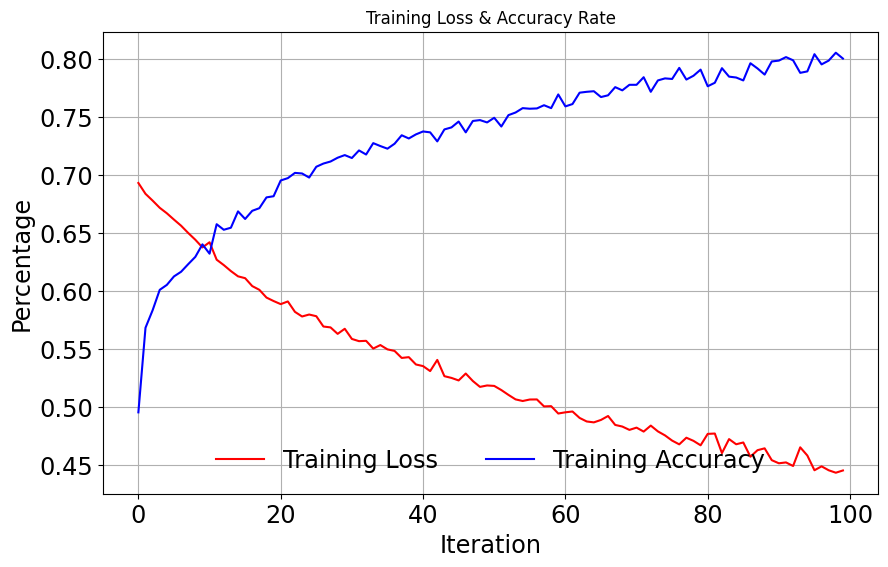 Training Loss & Accuracy Rate
0.80
0.75
0.70
0.65
0.60
0.55
0.50
0.45
Percentage
Training Loss Training Accuracy
0 20 40 60 80 100
Iteration